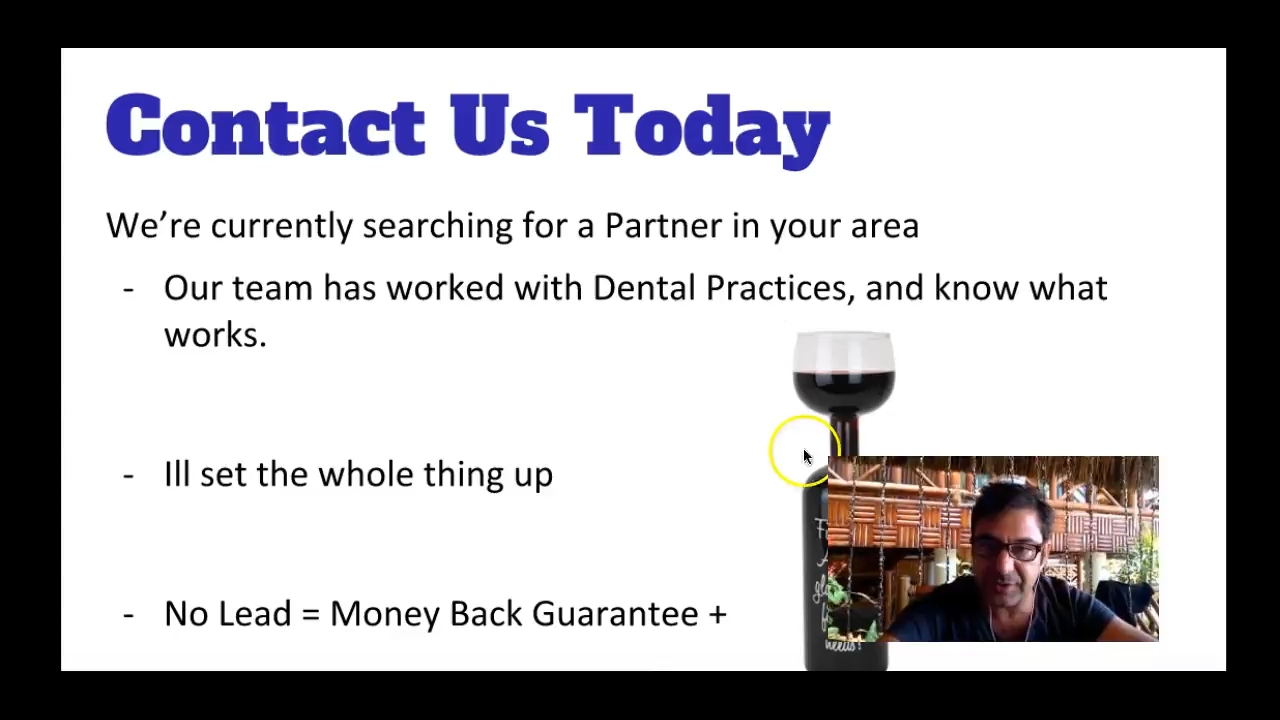 Contact Us Today
We’re currently searching for a Partner in your area
- Our team has worked with Dental Practices, and know what
works.
- Ill set the whole thing up
- No Lead = Money Back Guarantee +
needs!